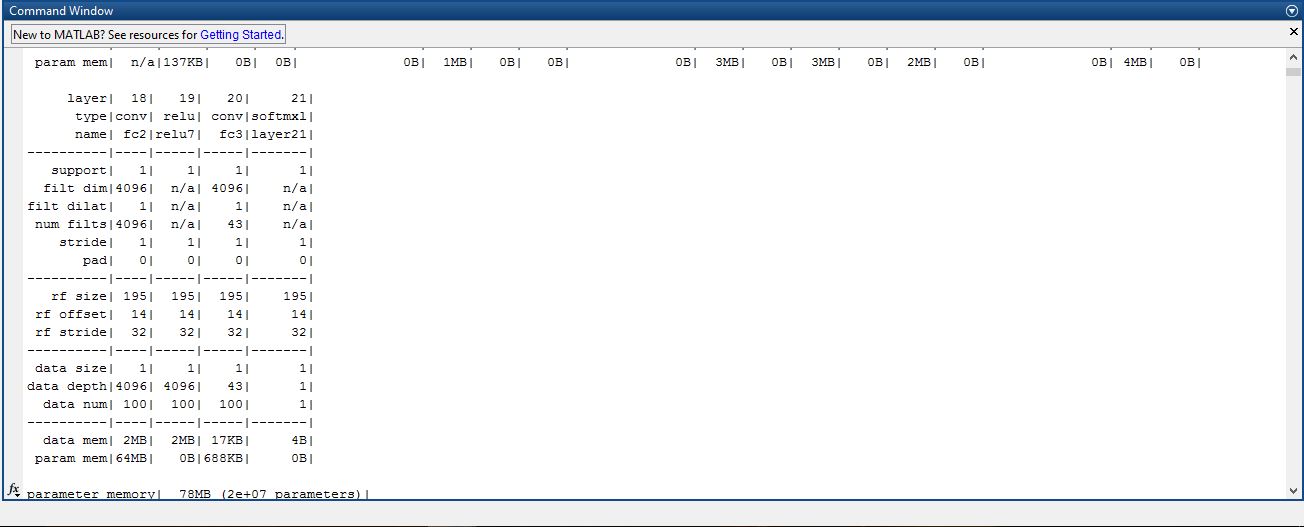 Command Window
New to MATLAB? See resources for Getting Started.
param mem|  n/a|137KB|   0B|  0B|              0B|  1MB|   0B|   0B|              0B|  3MB|   0B|  3MB|   0B|  2MB|   0B|              0B| 4MB|   0B|
layer|  18|   19|   20|     21|
type|conv| relu| conv|softmxl|
name| fc2|relu7|  fc3|layer21|
----------|----|-----|-----|-------|
support|   1|    1|    1|      1|
filt dim|4096|  n/a| 4096|    n/a|
filt dilat|   1|  n/a|    1|    n/a|
num filts|4096|  n/a|   43|    n/a|
stride|   1|    1|    1|      1|
pad|   0|    0|    0|      0|
----------|----|-----|-----|-------|
rf size| 195|  195|  195|    195|
rf offset|  14|   14|   14|     14|
rf stride|  32|   32|   32|     32|
----------|----|-----|-----|-------|
data size|   1|    1|    1|      1|
data depth|4096| 4096|   43|      1|
data num| 100|  100|  100|      1|
----------|----|-----|-----|-------|
data mem| 2MB|  2MB| 17KB|     4B|
param mem|64MB|   0B|688KB|     0B|
fx parameter memory|  78MB (2e+07 parameters)|